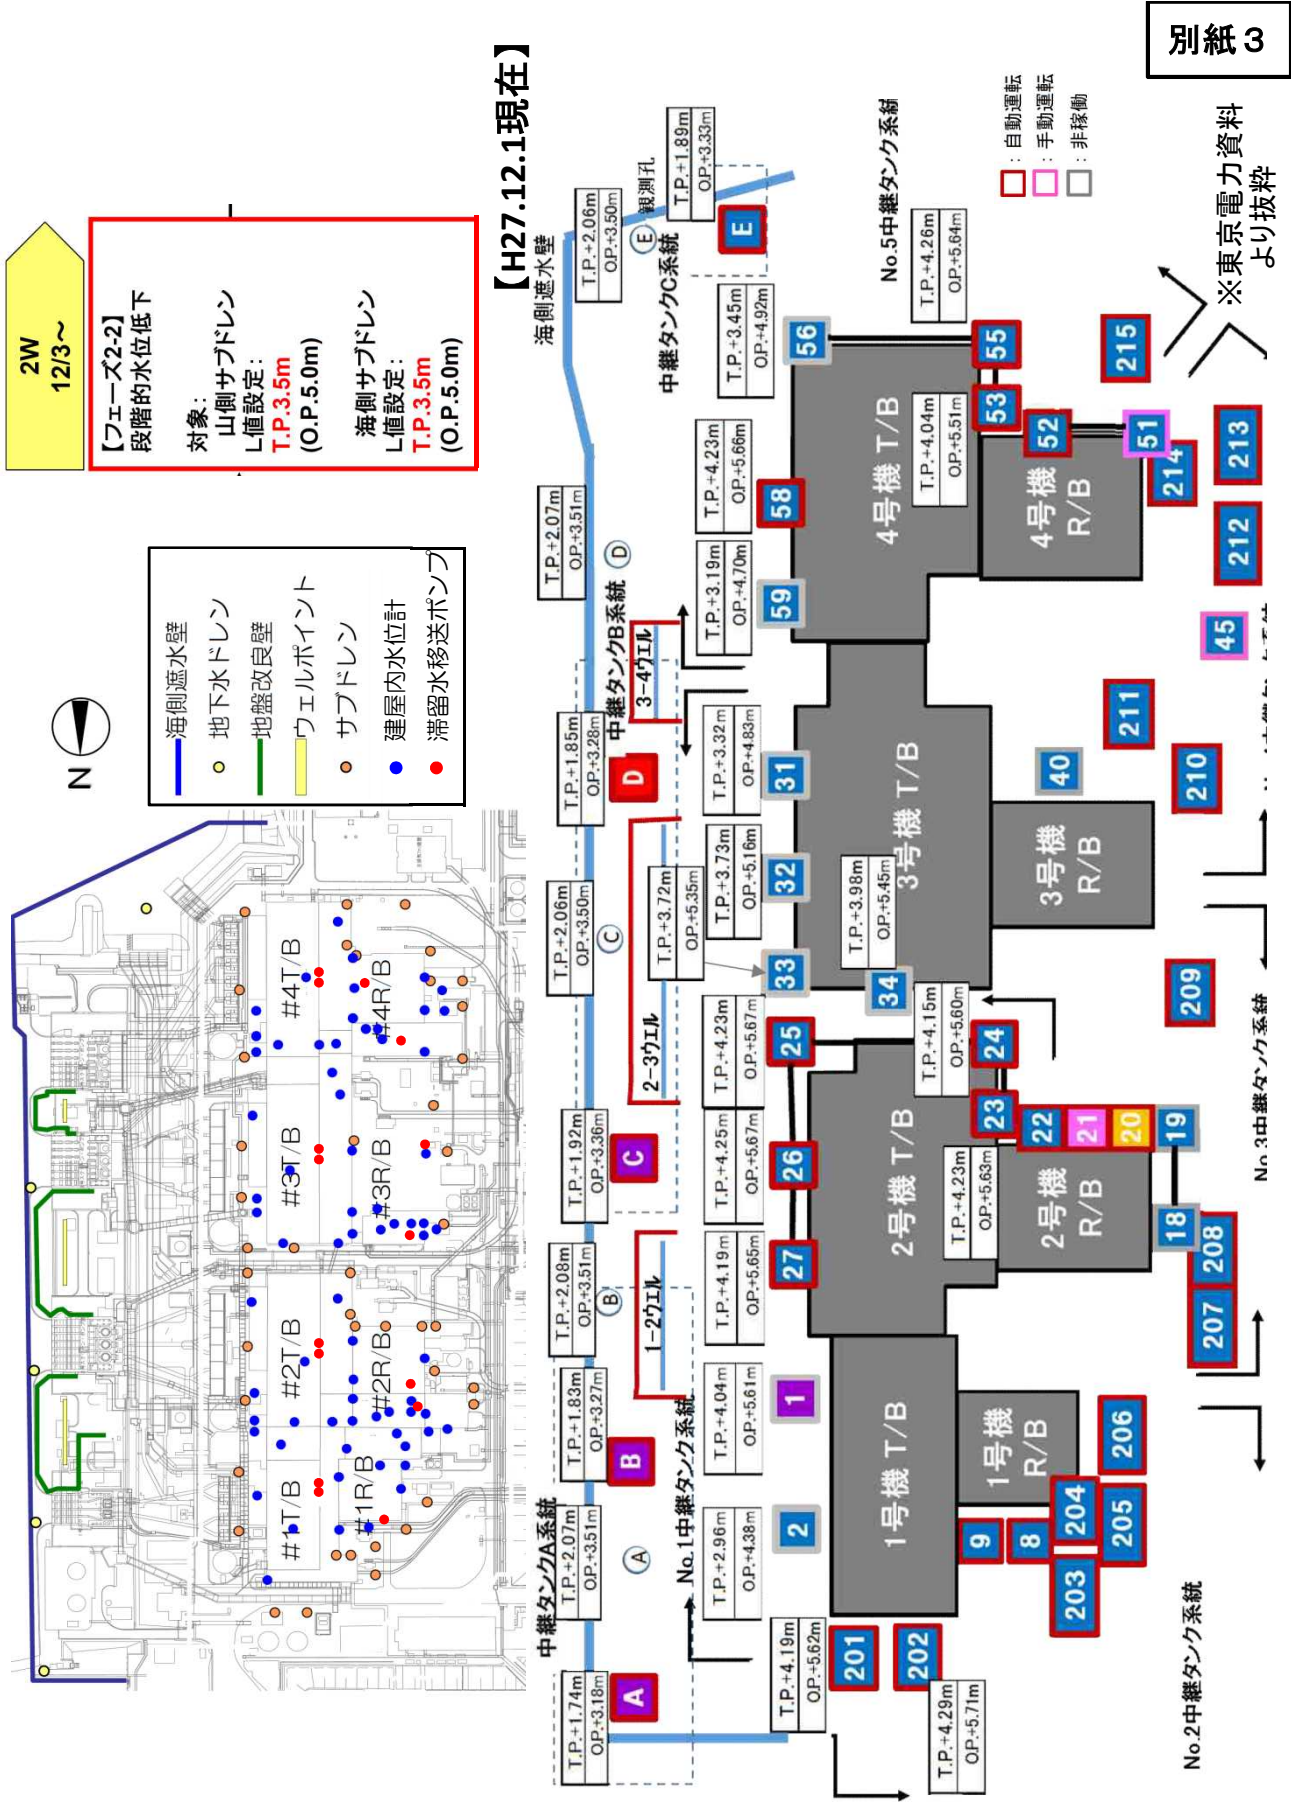 別紙３
2W
12/3～
【フェーズ2-2】
段階的水位低下
対象：
山側サブドレン
L値設定：
T.P.3.5m
(O.P.5.0m)
海側サブドレン
L値設定：
T.P.3.5m
(O.P.5.0m)
N
海側遮水壁
地下水ドレン
地盤改良壁
ウェルポイント
サブドレン
建屋内水位計
滞留水移送ポンプ
#1T/B
#2T/B
#3T/B
#4T/B
#1R/B
#2R/B
#3R/B
#4R/B
【H27.12.1現在】
海側遮水壁
T.P.+1.74m
O.P.+3.18m
T.P.+2.07m
O.P.+3.51m
T.P.+1.83m
O.P.+3.27m
T.P.+2.08m
O.P.+3.51m
T.P.+1.92m
O.P.+3.36m
T.P.+2.06m
O.P.+3.50m
T.P.+1.85m
O.P.+3.28m
T.P.+2.07m
O.P.+3.51m
T.P.+2.06m
O.P.+3.50m
T.P.+1.89m
O.P.+3.33m
中継タンクA系統
中継タンクB系統
中継タンクC系統
A
B
C
D
E
観測孔
A
B
C
D
E
1-2ウエル
2-3ウエル
3-4ウエル
No.1中継タンク系統
T.P.+4.19m
O.P.+5.62m
T.P.+2.96m
O.P.+4.38m
T.P.+4.04m
O.P.+5.61m
T.P.+4.19m
O.P.+5.65m
T.P.+4.25m
O.P.+5.67m
T.P.+4.23m
O.P.+5.67m
T.P.+3.72m
O.P.+5.35m
T.P.+3.73m
O.P.+5.16m
T.P.+3.32m
O.P.+4.83m
T.P.+3.19m
O.P.+4.70m
T.P.+4.23m
O.P.+5.66m
T.P.+3.45m
O.P.+4.92m
2
1
27
26
25
33
32
31
59
58
56
201
202
T.P.+4.29m
O.P.+5.71m
1号機 T/B
2号機 T/B
3号機 T/B
4号機 T/B
T.P.+3.98m
O.P.+5.45m
34
T.P.+4.15m
O.P.+5.60m
T.P.+4.23m
O.P.+5.63m
T.P.+4.04m
O.P.+5.51m
T.P.+4.26m
O.P.+5.64m
No.5中継タンク系統
1号機
R/B
2号機
R/B
3号機
R/B
4号機
R/B
9
8
203
204
205
206
207
208
18
19
20
21
22
23
24
209
210
211
40
45
212
213
214
215
51
52
53
55
No.2中継タンク系統
No.3中継タンク系統
：自動運転
：手動運転
：非稼働
※東京電力資料
より抜粋